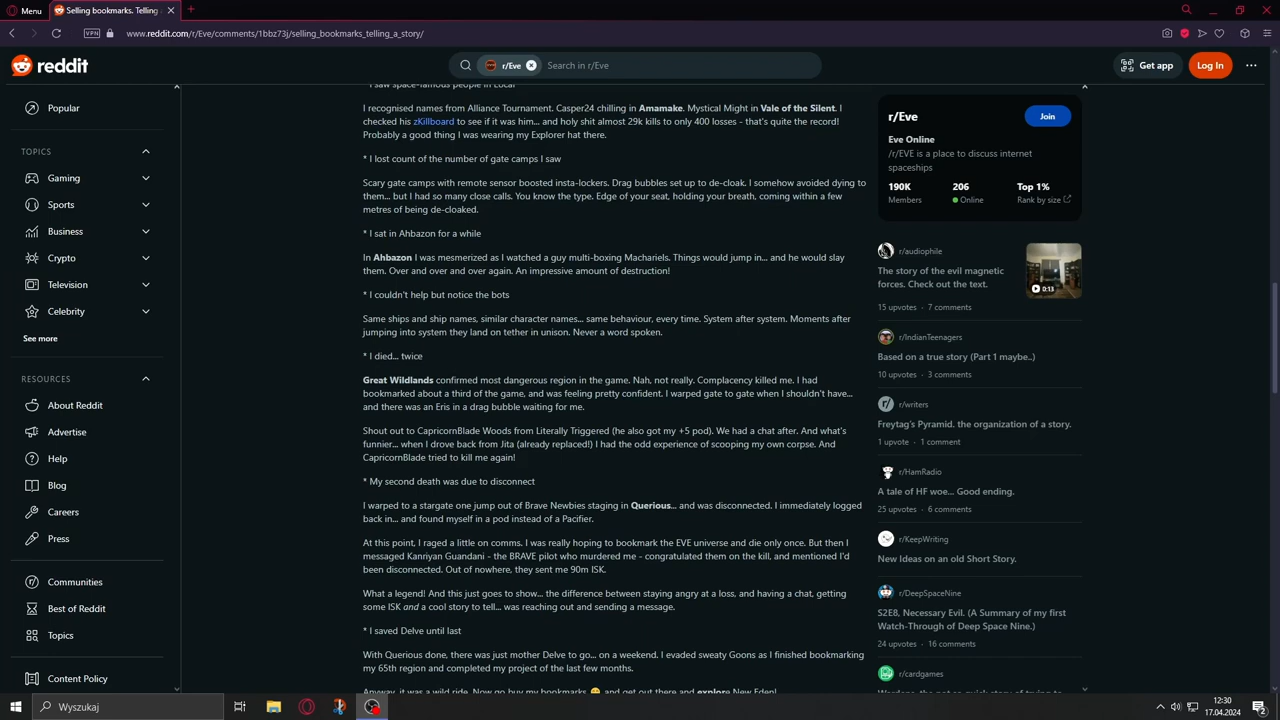 Menu
Selling bookmarks. Telling
www.reddit.com/r/Eve/comments/1bbz73j/selling_bookmarks_telling_a_story/
VPN
reddit
r/Eve
Search in r/Eve
Get app
Log In
Popular
TOPICS
Gaming
Sports
Business
Crypto
Television
Celebrity
See more
RESOURCES
About Reddit
Advertise
Help
Blog
Careers
Press
Communities
Best of Reddit
Topics
Content Policy
* I saw space-famous people in Local
I recognised names from Alliance Tournament. Casper24 chilling in Amamake. Mystical Might in Vale of the Silent. I
checked his zKillboard to see if it was him... and holy shit almost 29k kills to only 400 losses - that's quite the record!
Probably a good thing I was wearing my Explorer hat there.
* I lost count of the number of gate camps I saw
Scary gate camps with remote sensor boosted insta-lockers. Drag bubbles set up to de-cloak. I somehow avoided dying to
them... but I had so many close calls. You know the type. Edge of your seat, holding your breath, coming within a few
metres of being de-cloaked.
* I sat in Ahbazon for a while
In Ahbazon I was mesmerized as I watched a guy multi-boxing Machariels. Things would jump in... and he would slay
them. Over and over and over again. An impressive amount of destruction!
* I couldn't help but notice the bots
Same ships and ship names, similar character names... same behaviour, every time. System after system. Moments after
jumping into system they land on tether in unison. Never a word spoken.
* I died... twice
Great Wildlands confirmed most dangerous region in the game. Nah, not really. Complacency killed me. I had
bookmarked about a third of the game, and was feeling pretty confident. I warped gate to gate when I shouldn't have...
and there was an Eris in a drag bubble waiting for me.
Shout out to CapricornBlade Woods from Literally Triggered (he also got my +5 pod). We had a chat after. And what's
funnier... when I drove back from Jita (already replaced!) I had the odd experience of scooping my own corpse. And
CapricornBlade tried to kill me again!
* My second death was due to disconnect
I warped to a stargate one jump out of Brave Newbies staging in Querious... and was disconnected. I immediately logged
back in... and found myself in a pod instead of a Pacifier.
At this point, I raged a little on comms. I was really hoping to bookmark the EVE universe and die only once. But then I
messaged Kanriyan Guandani - the BRAVE pilot who murdered me - congratulated them on the kill, and mentioned I'd
been disconnected. Out of nowhere, they sent me 90m ISK.
What a legend! And this just goes to show... the difference between staying angry at a loss, and having a chat, getting
some ISK and a cool story to tell... was reaching out and sending a message.
* I saved Delve until last
With Querious done, there was just mother Delve to go... on a weekend. I evaded sweaty Goons as I finished bookmarking
my 65th region and completed my project of the last few months.
Anyway, it was a wild ride. Now go buy my bookmarks 😁 and get out there and explore New Eden!
r/Eve
Join
Eve Online
/r/EVE is a place to discuss internet
spaceships
190K
206
Top 1%
Members
Online
Rank by size
r/audiophile
The story of the evil magnetic
forces. Check out the text.
0:13
15 upvotes · 7 comments
r/IndianTeenagers
Based on a true story (Part 1 maybe..)
10 upvotes · 3 comments
r/writers
Freytag's Pyramid. the organization of a story.
1 upvote · 1 comment
r/HamRadio
A tale of HF woe... Good ending.
25 upvotes · 6 comments
r/KeepWriting
New Ideas on an old Short Story.
r/DeepSpaceNine
S2E8, Necessary Evil. (A Summary of my first
Watch-Through of Deep Space Nine.)
24 upvotes · 16 comments
r/cardgames
Wyszukaj
12:30
17.04.2024
2